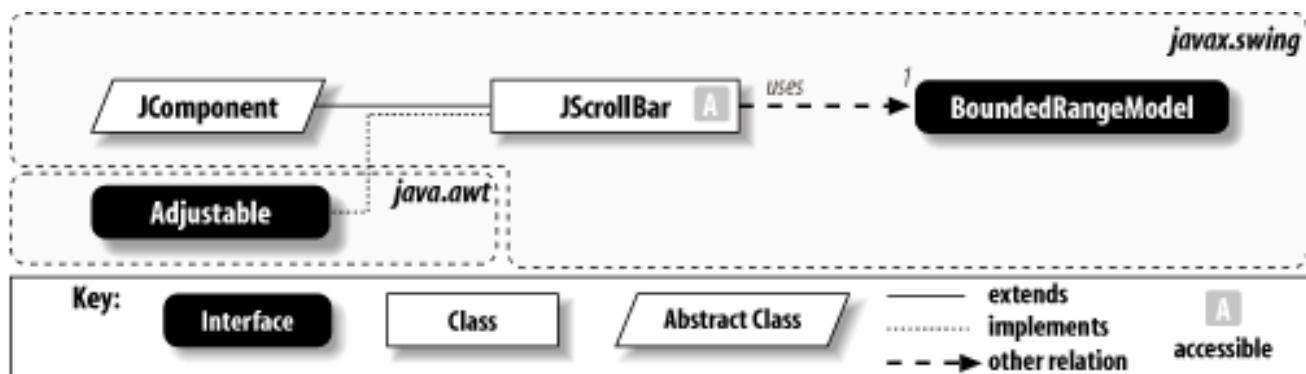 javax.swing
JComponent
JScrollBar
A
uses
1
BoundedRangeModel
java.awt
Adjustable
Key:
Interface
Class
Abstract Class
extends
implements
other relation
A
accessible